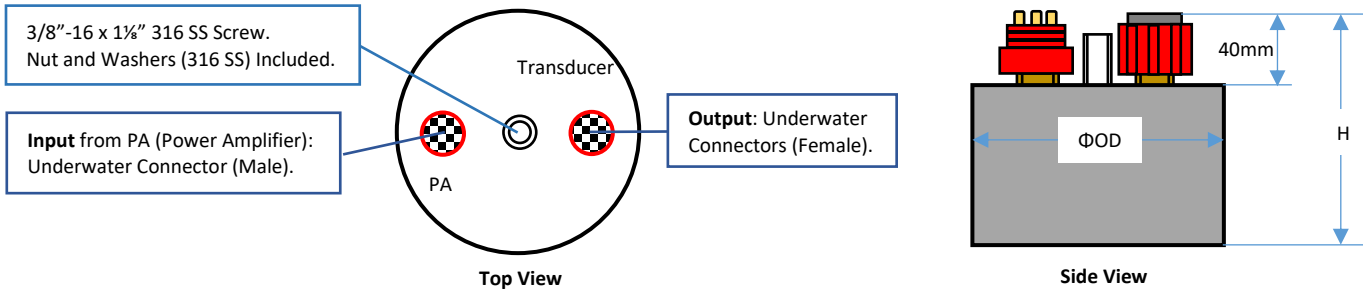 3/8”-16 x 1⅛” 316 SS Screw.
Nut and Washers (316 SS) Included.
Input from PA (Power Amplifier):
Underwater Connector (Male).
Transducer
PA
Output: Underwater
Connectors (Female).
Top View
40mm
H
ΦOD
Side View